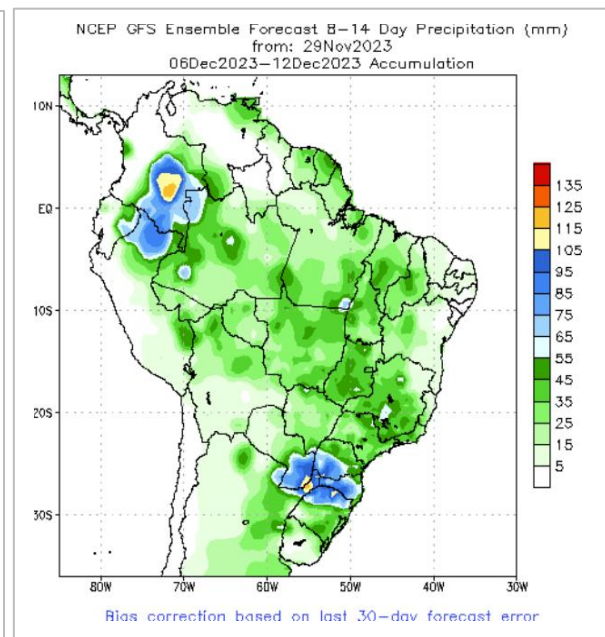 NCEP GFS Ensemble Forecast 8-14 Day Precipitation (mm)
from: 29Nov2023
06Dec2023-12Dec2023 Accumulation
10N
EQ
10S
20S
30S
80W 70W 60W 50W 40W 30W
135
125
115
105
95
85
75
65
55
45
35
25
15
5
Bias correction based on last 30-day forecast error